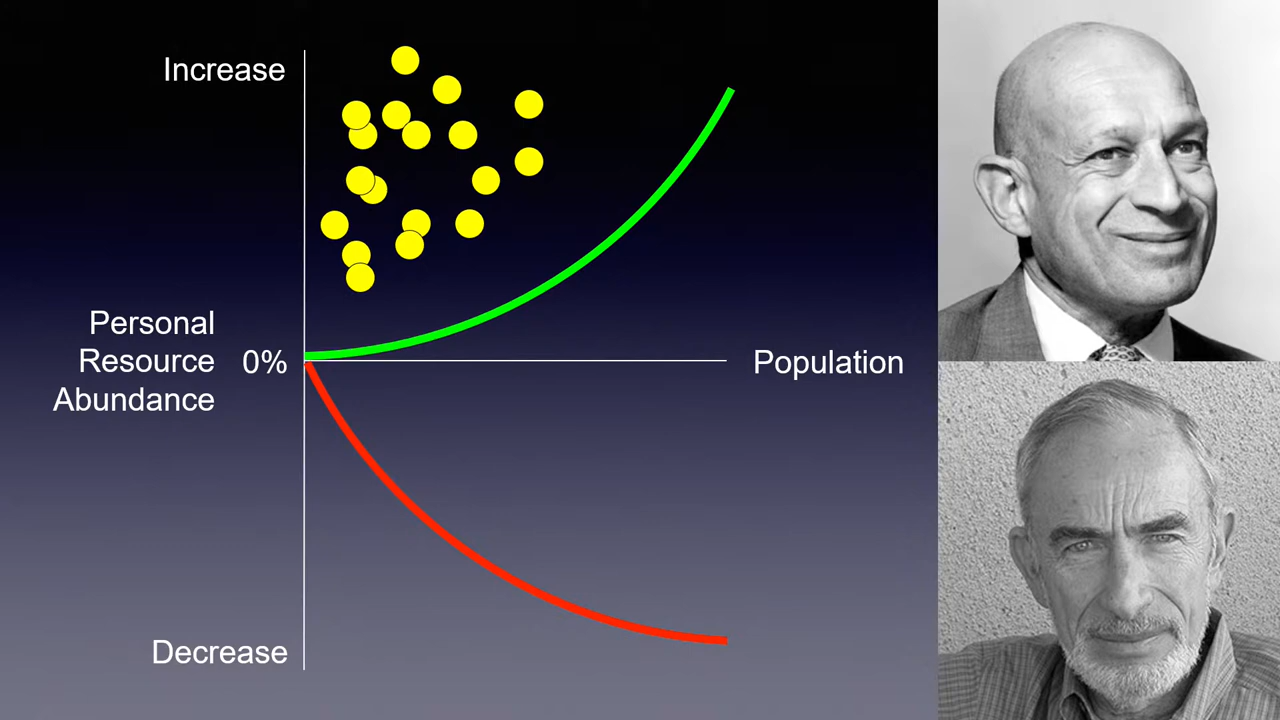 Increase
Personal
Resource
Abundance
0%
Population
Decrease